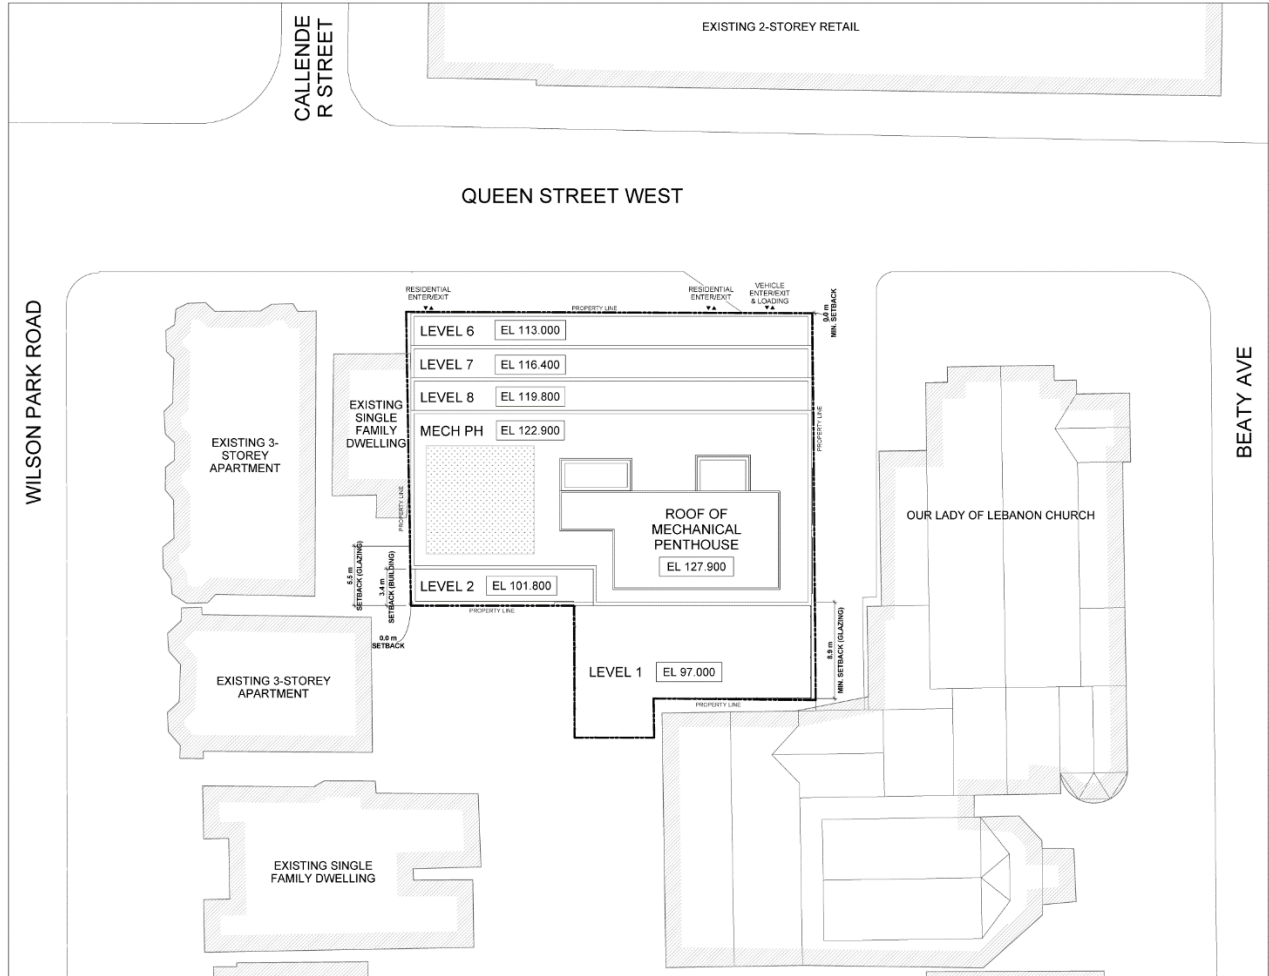 EXISTING 2-STOREY RETAIL
CALLENDE
R STREET
QUEEN STREET WEST
WILSON PARK ROAD
BEATY AVE
RESIDENTIAL
ENTER/EXIT
RESIDENTIAL
ENTER/EXIT
VEHICLE
ENTER/EXIT
& LOADING
PROPERTY LINE
0.0 m
MIN. SETBACK
LEVEL 6 EL 113.000
LEVEL 7 EL 116.400
LEVEL 8 EL 119.800
MECH PH EL 122.900
EXISTING
SINGLE
FAMILY
DWELLING
EXISTING 3-
STOREY
APARTMENT
PROPERTY LINE
PROPERTY LINE
ROOF OF
MECHANICAL
PENTHOUSE
EL 127.900
OUR LADY OF LEBANON CHURCH
5.5 m
SETBACK (GLAZING)
3.4 m
SETBACK (BUILDING)
LEVEL 2 EL 101.800
PROPERTY LINE
0.0 m
SETBACK
8.9 m
MIN. SETBACK (GLAZING)
LEVEL 1 EL 97.000
PROPERTY LINE
EXISTING 3-STOREY
APARTMENT
EXISTING SINGLE
FAMILY DWELLING